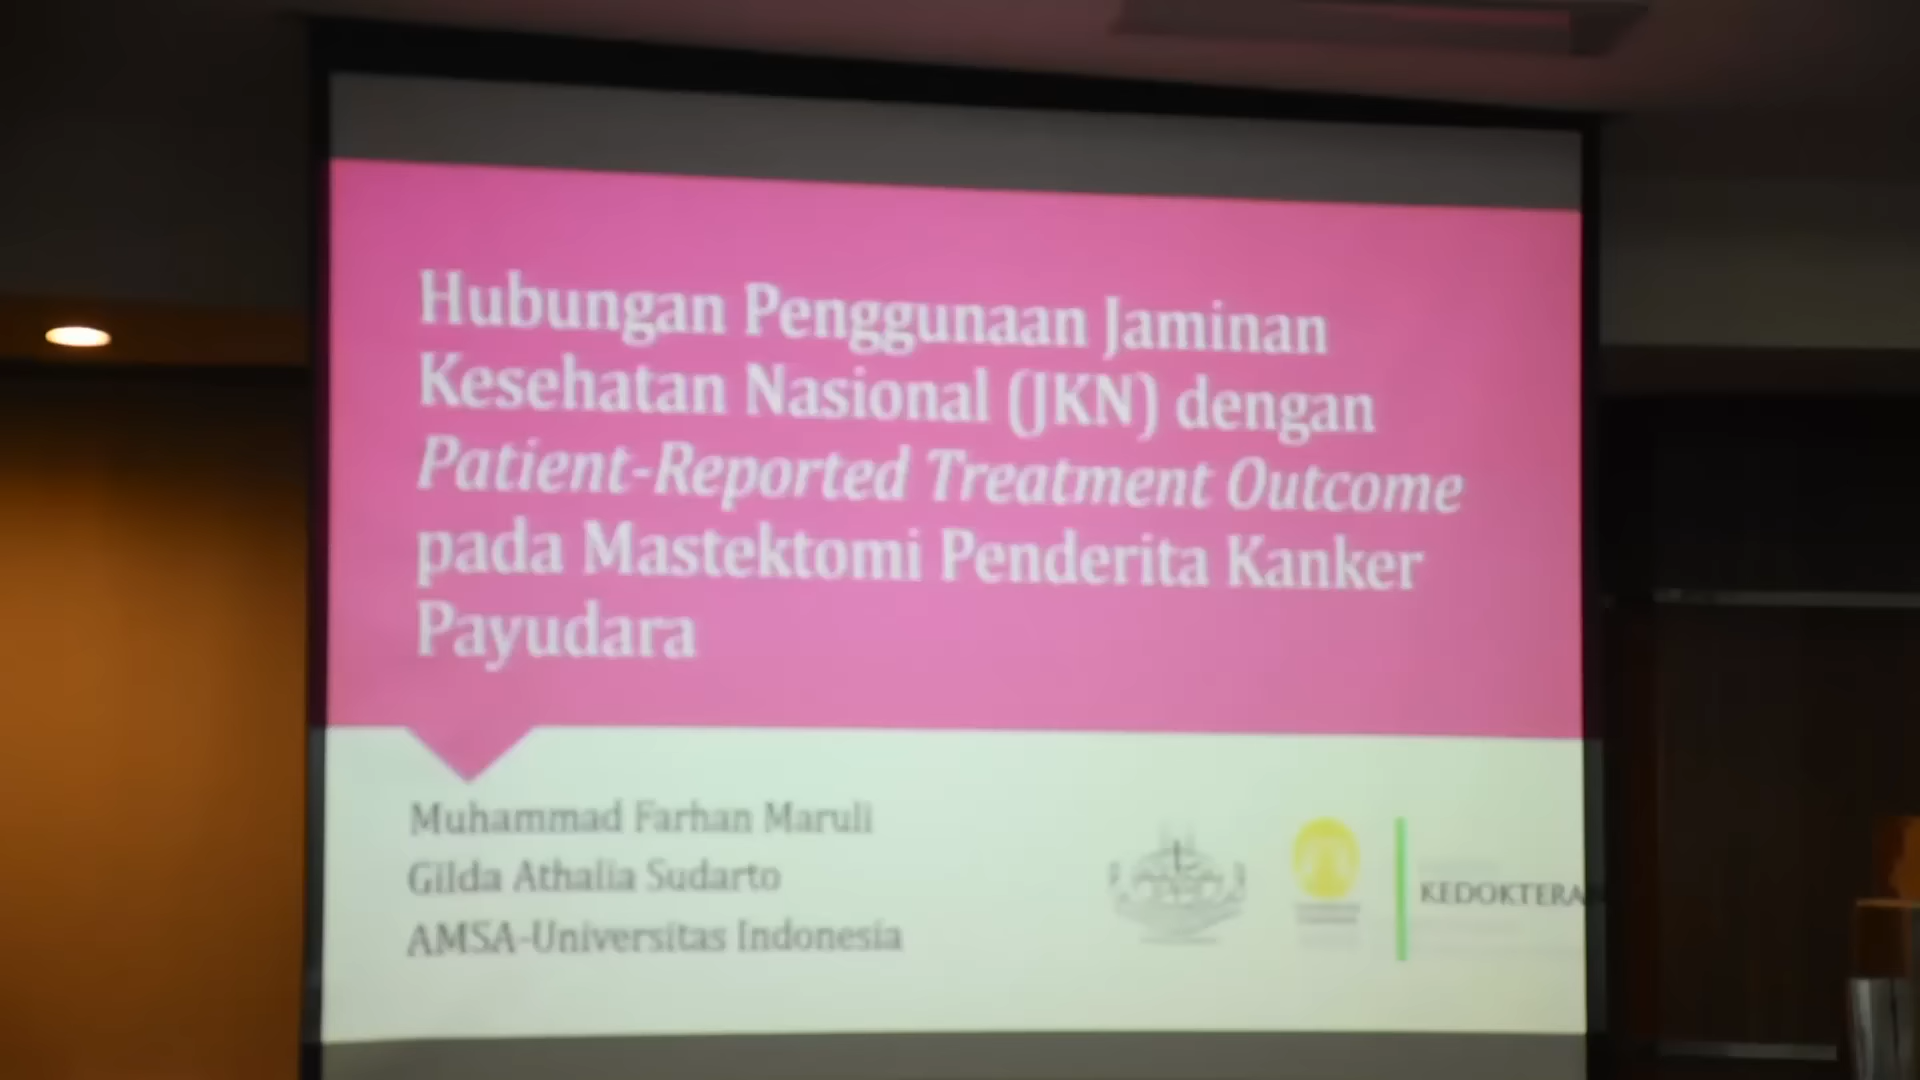 Hubungan Penggunaan Jaminan
Kesehatan Nasional (JKN) dengan
Patient-Reported Treatment Outcome
pada Mastektomi Penderita Kanker
Payudara
Muhammad Farhan Maruli
Gilda Athalia Sudarto
AMSA-Universitas Indonesia
KEDOKTERA